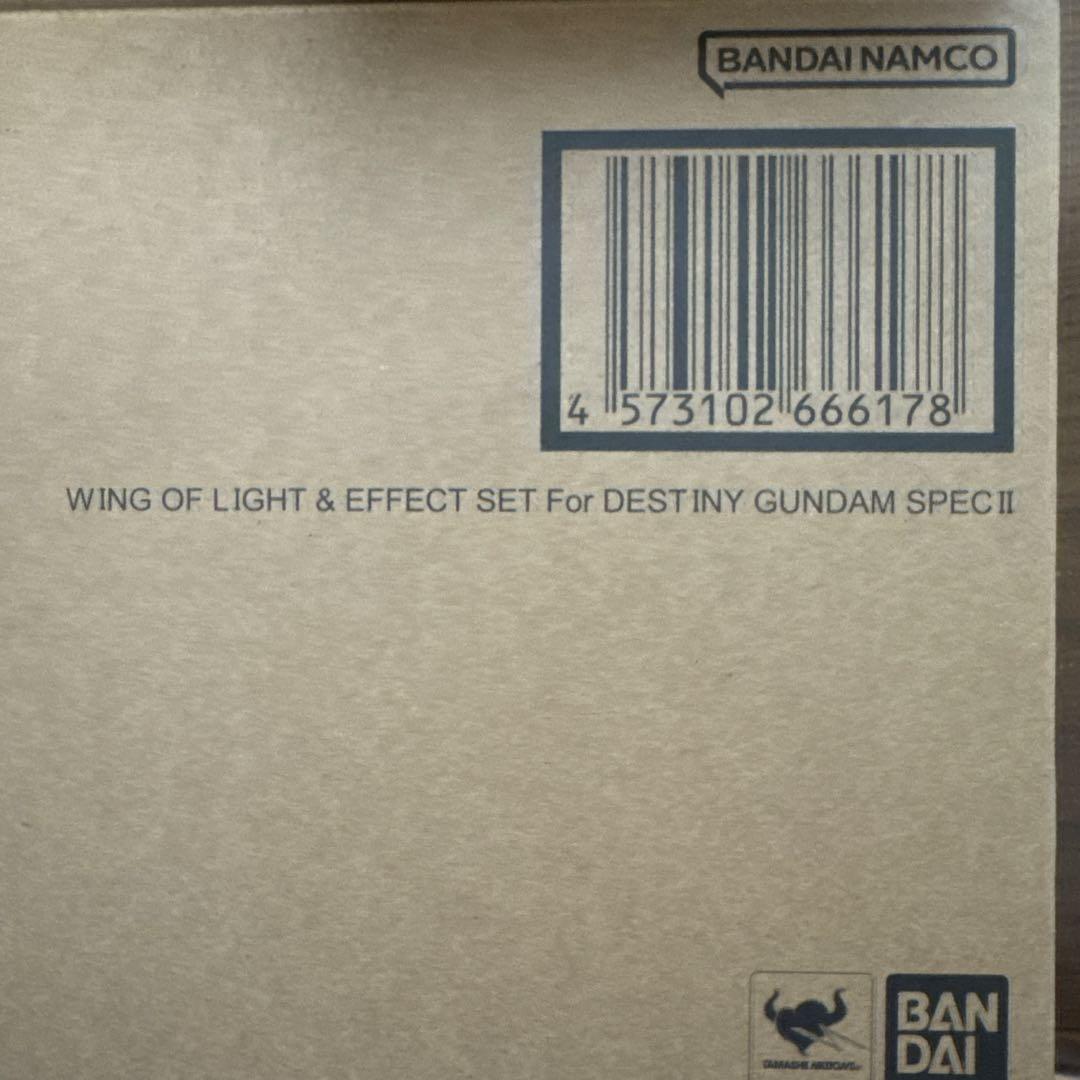 BANDAI NAMCO
4 573102 666178
WING OF LIGHT & EFFECT SET For DESTINY GUNDAM SPECⅡ
TAMASHII NATIONS
BAN
DAI